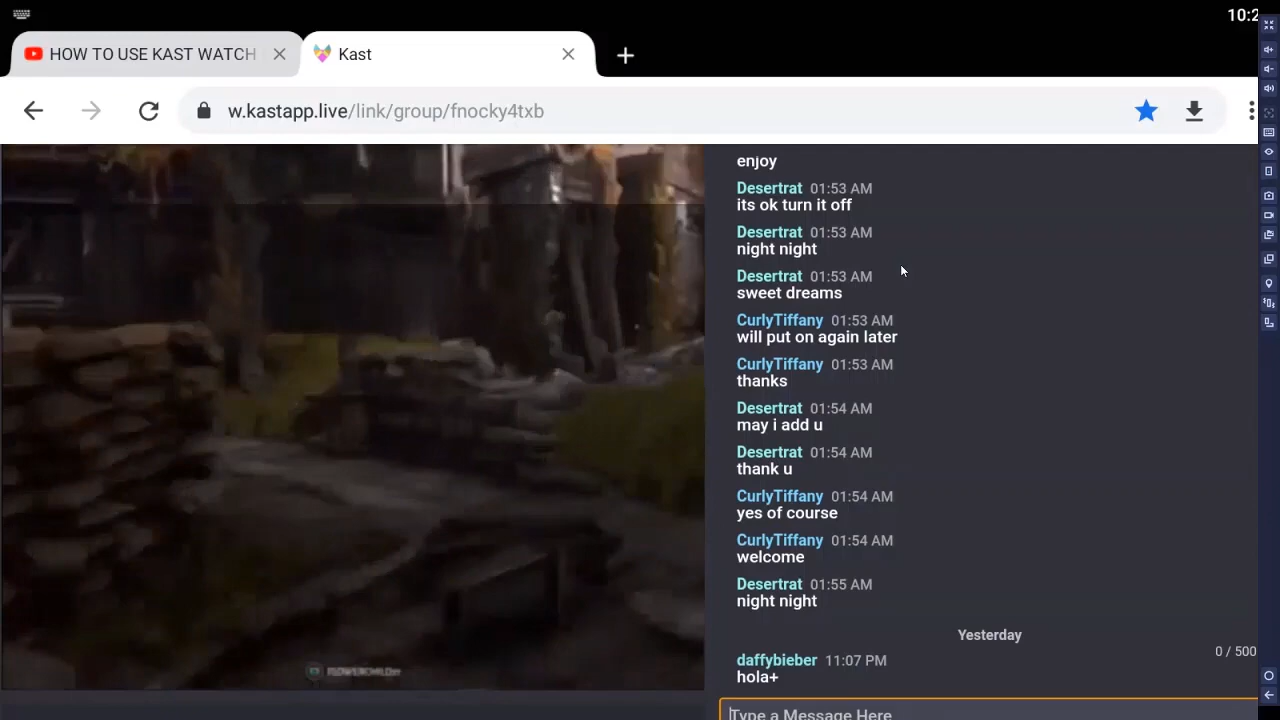 10:2
HOW TO USE KAST WATCH
Kast
w.kastapp.live/link/group/fnocky4txb
enjoy
Desertrat 01:53 AM
its ok turn it off
Desertrat 01:53 AM
night night
Desertrat 01:53 AM
sweet dreams
CurlyTiffany 01:53 AM
will put on again later
CurlyTiffany 01:53 AM
thanks
Desertrat 01:54 AM
may i add u
Desertrat 01:54 AM
thank u
CurlyTiffany 01:54 AM
yes of course
CurlyTiffany 01:54 AM
welcome
Desertrat 01:55 AM
night night
Yesterday
0 / 500
daffybieber 11:07 PM
hola+
Type a Message Here